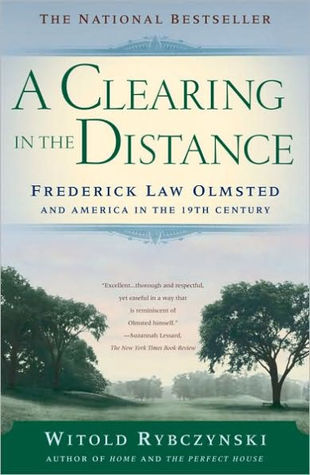 THE NATIONAL BESTSELLER
A CLEARING
IN THE DISTANCE
FREDERICK LAW OLMSTED
AND AMERICA IN THE 19TH CENTURY
"Excellent...thorough and respectful,
yet easeful in a way that
is reminiscent of
Olmsted himself."
—Suzannah Lessard,
The New York Times Book Review
WITOLD RYBCZYNSKI
AUTHOR OF HOME AND THE PERFECT HOUSE